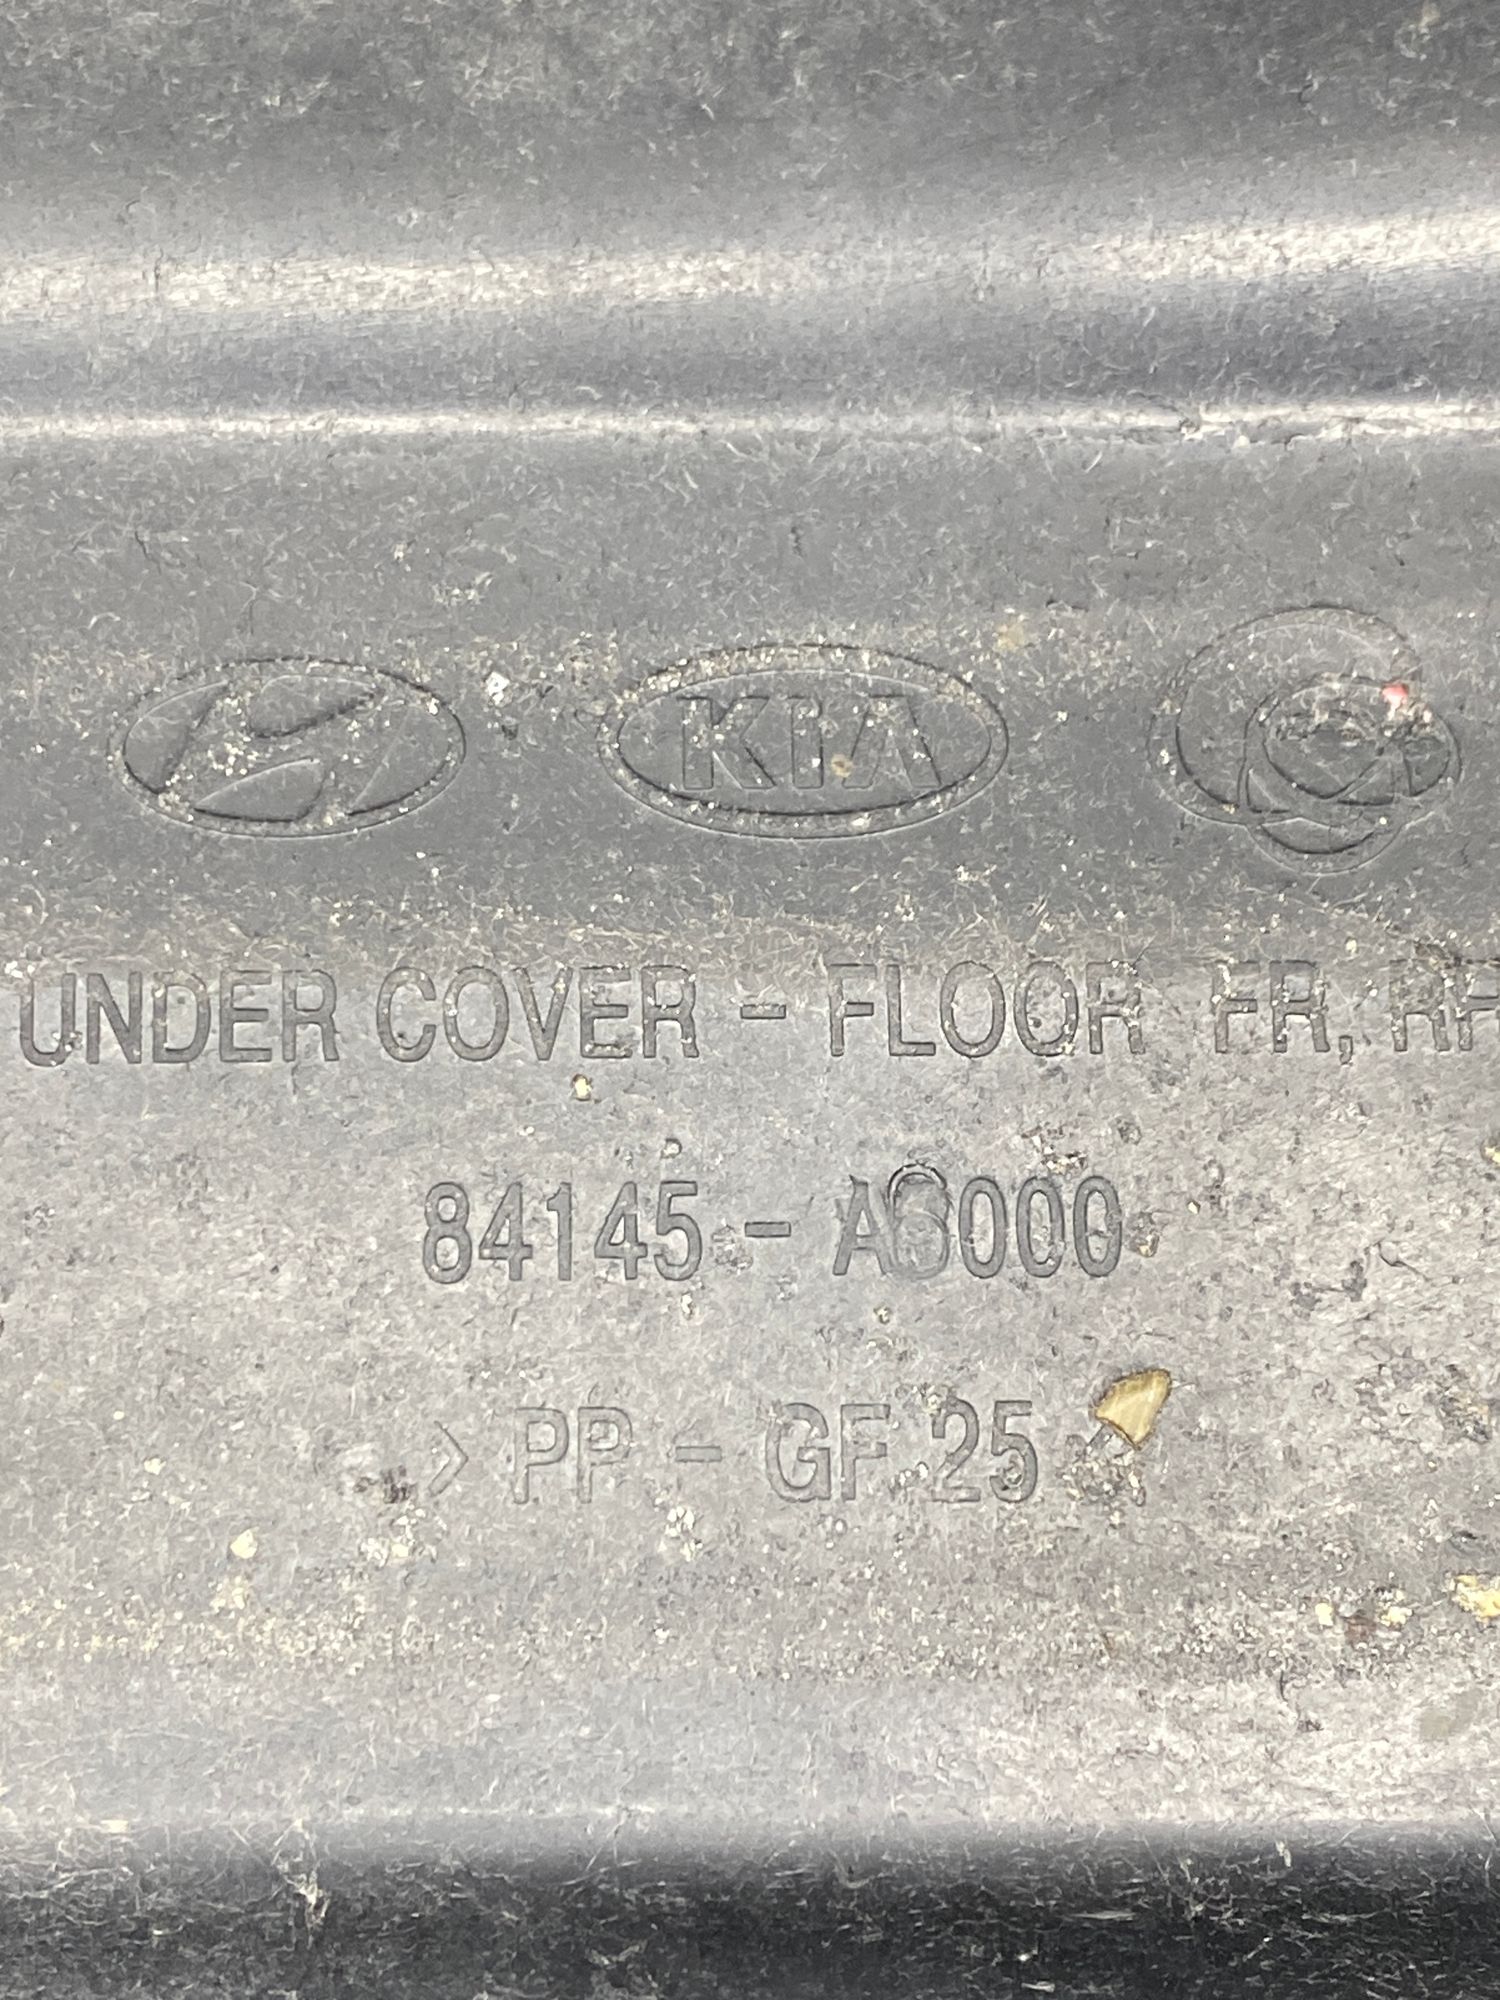 KIA
UNDER COVER - FLOOR FR, RH
84145 - A6000
> PP - GF 25 <